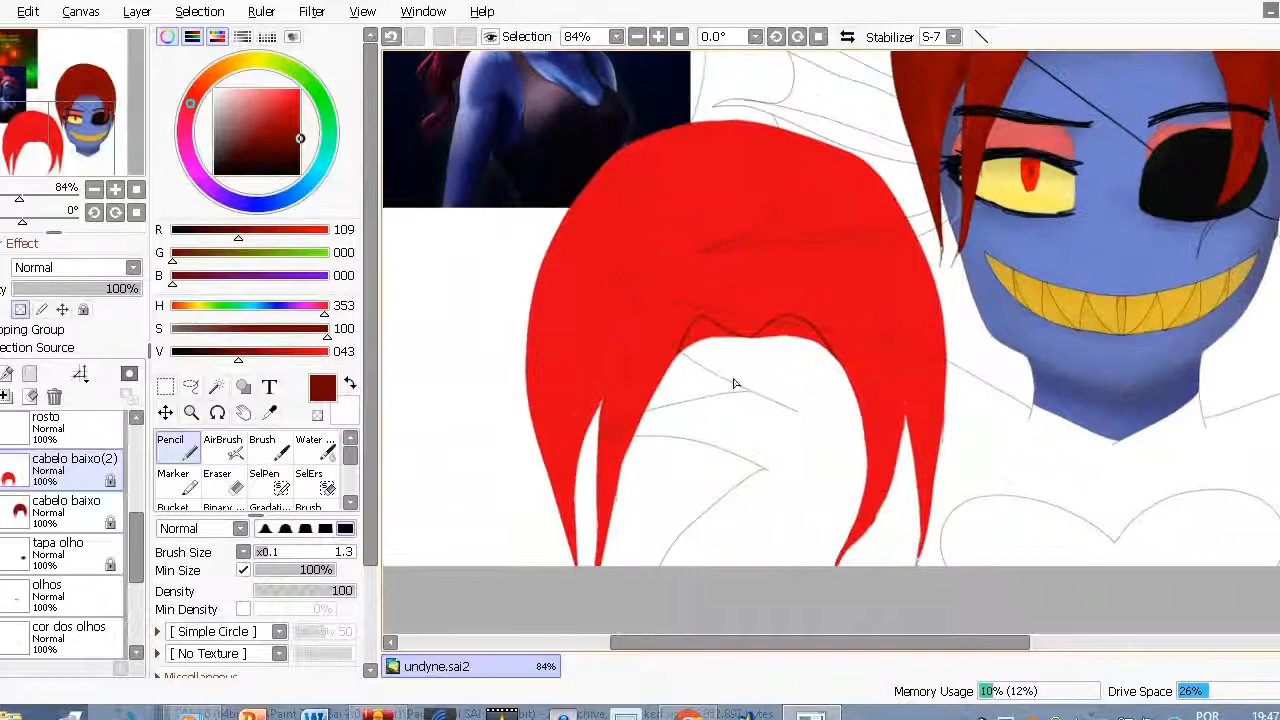 Edit Canvas Layer Selection Ruler Filter View Window Help
Selection 84% 0.0° Stabilizer S-7
84%
0°
Effect
Normal
100%
pping Group
ection Source
rosto
Normal
100%
cabelo baixo(2)
Normal
100%
cabelo baixo
Normal
100%
tapa olho
Normal
100%
olhos
Normal
100%
cor dos olhos
Normal
100%
R 109
G 000
B 000
H 353
S 100
V 043
T
Pencil AirBrush Brush Water ...
Marker Eraser SelPen SelErs
Bucket Binary Gradati Brush
Normal
Brush Size x0.1 1.3
Min Size 100%
Density 100
Min Density 0%
[ Simple Circle ] 50
[ No Texture ]
Miscellaneous
undyne.sai2 84%
Memory Usage 10% (12%) Drive Space 26%
POR 19:47